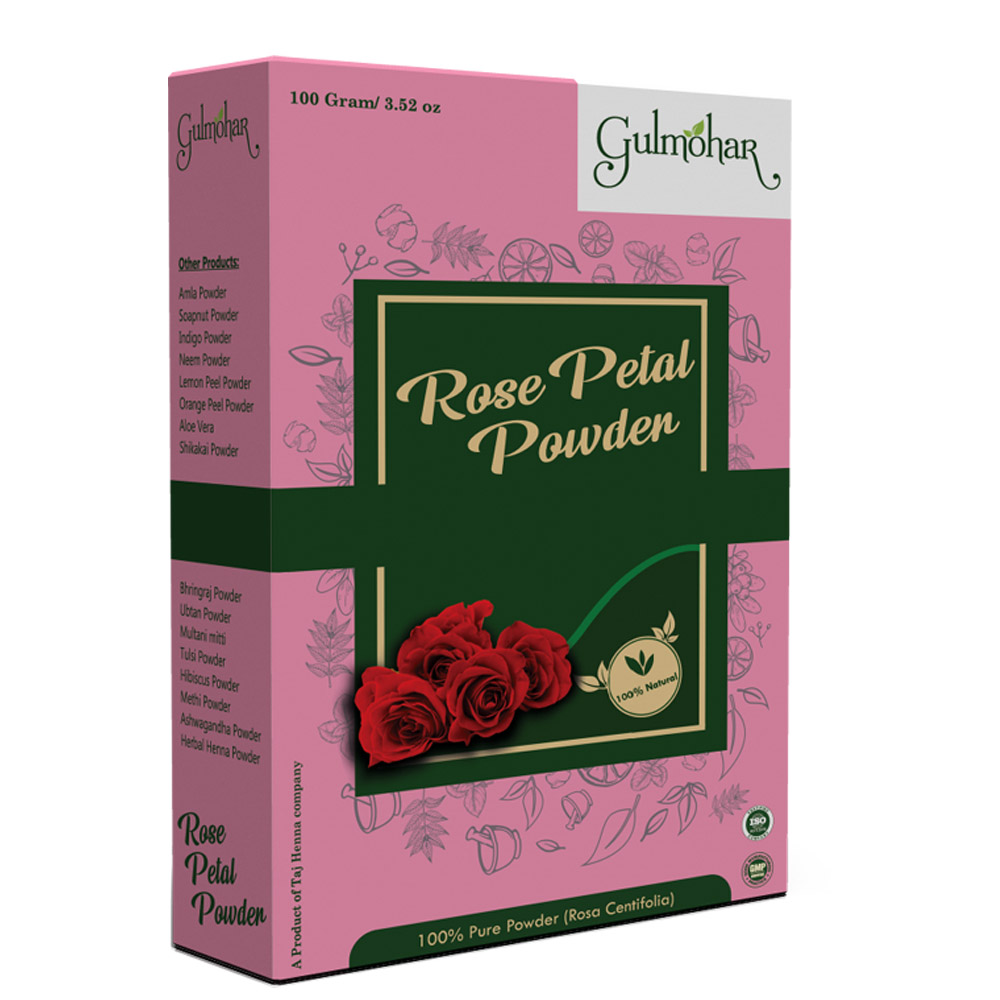 100 Gram/ 3.52 oz
Gulmohar
Rose Petal
Powder
100% Natural
ISO
GMP
100% Pure Powder (Rosa Centifolia)
A Product of Taj Henna company
Gulmohar
Other Products:
Amla Powder
Soapnut Powder
Indigo Powder
Neem Powder
Lemon Peel Powder
Orange Peel Powder
Aloe Vera
Shikakai Powder
Bhringraj Powder
Ubtan Powder
Multani mitti
Tulsi Powder
Hibiscus Powder
Methi Powder
Ashwagandha Powder
Herbal Henna Powder
Rose
Petal
Powder